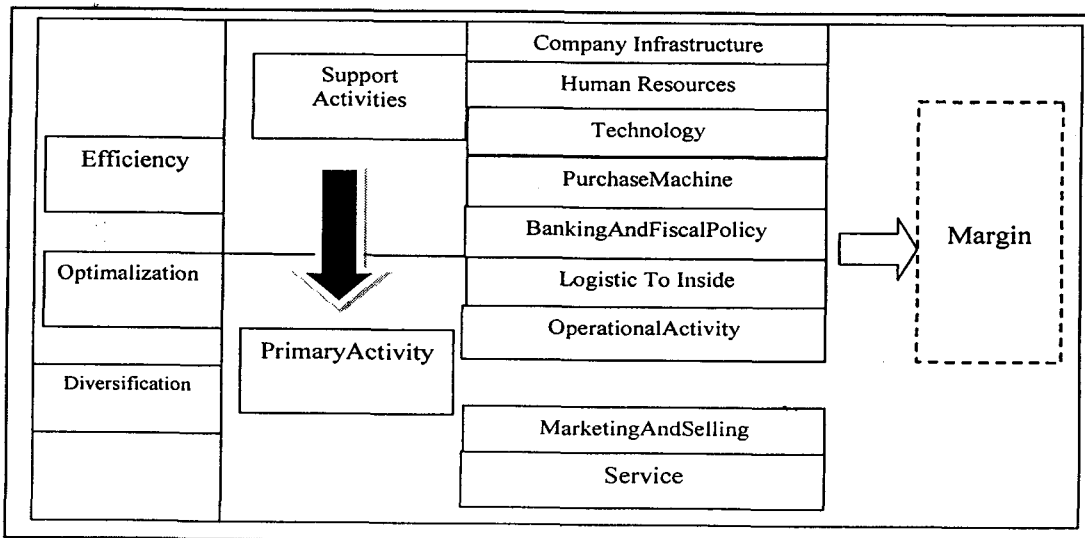 Company Infrastructure
Support
Activities
Human Resources
Technology
Efficiency
PurchaseMachine
BankingAndFiscalPolicy
Margin
Optimalization
Logistic To Inside
OperationalActivity
PrimaryActivity
Diversification
MarketingAndSelling
Service